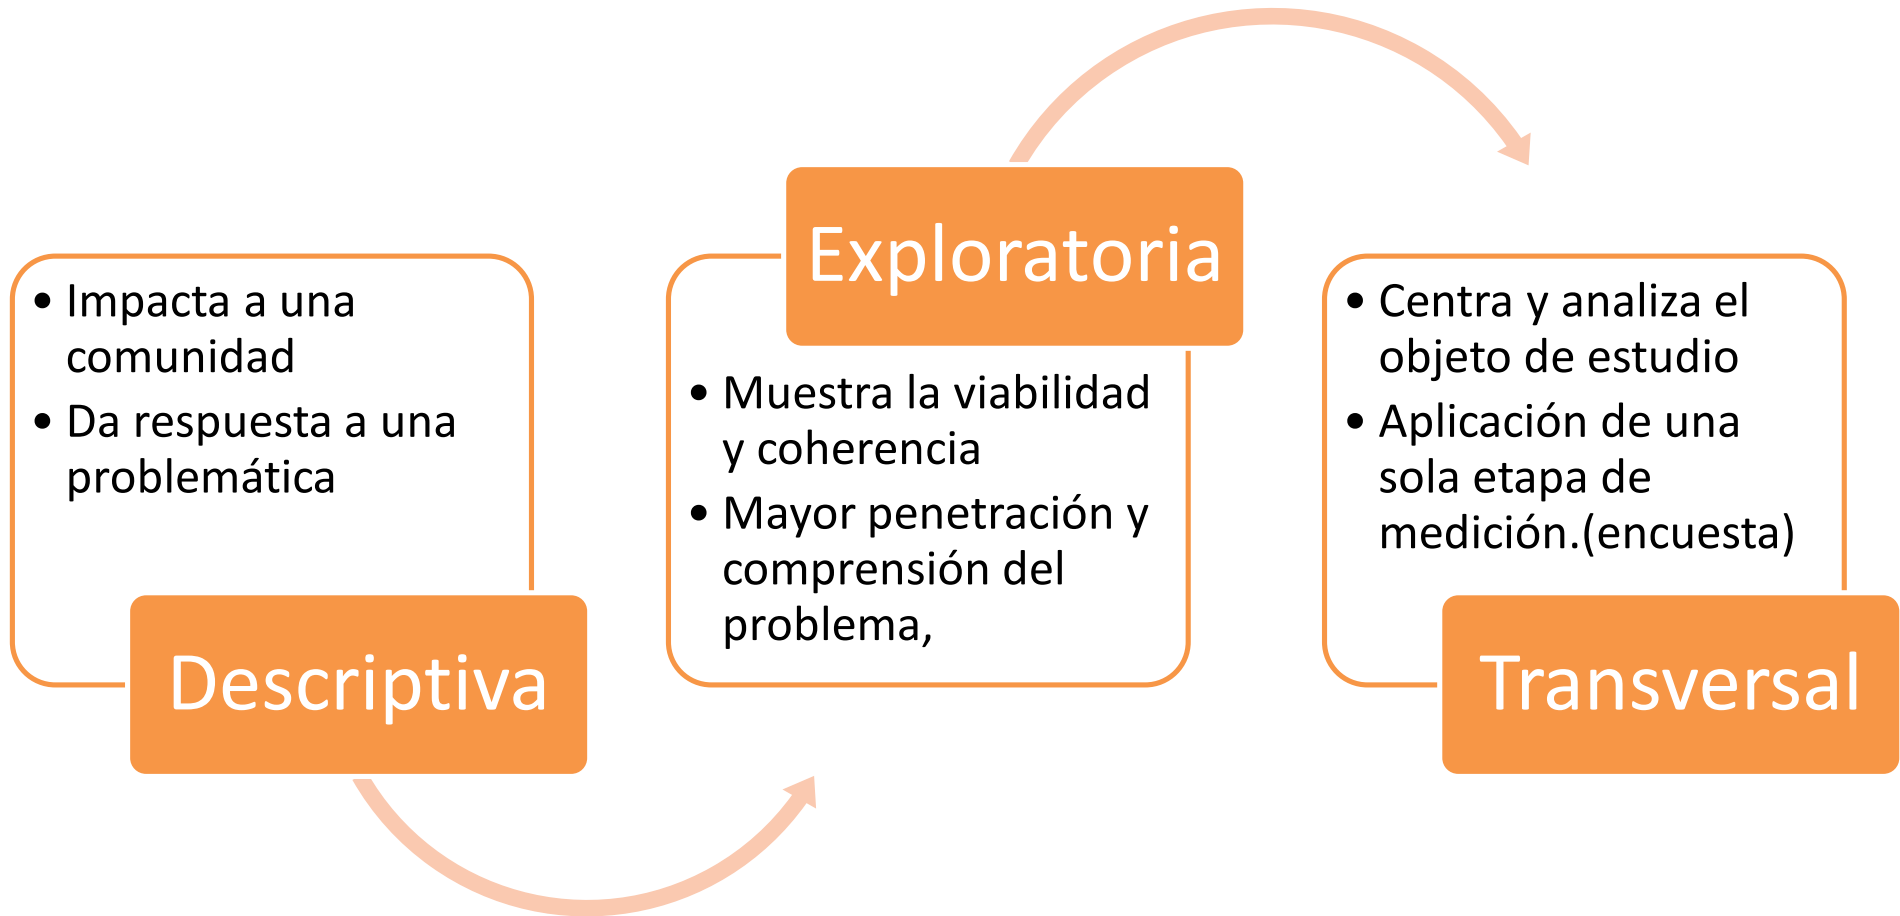 • Impacta a una
comunidad
• Da respuesta a una
problemática
Descriptiva
Exploratoria
• Muestra la viabilidad
y coherencia
• Mayor penetración y
comprensión del
problema,
• Centra y analiza el
objeto de estudio
• Aplicación de una
sola etapa de
medición.(encuesta)
Transversal